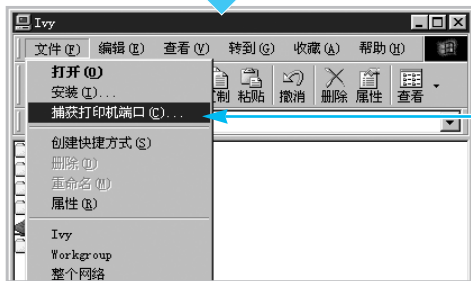 Ivy
文件(F) 编辑(E) 查看(V) 转到(G) 收藏(A) 帮助(H)
打开(O)
安装(I)...
制 粘贴 撤消 删除 属性 查看
捕获打印机端口(C)...
创建快捷方式(S)
删除(D)
重命名(M)
属性(R)
Ivy
Workgroup
整个网络